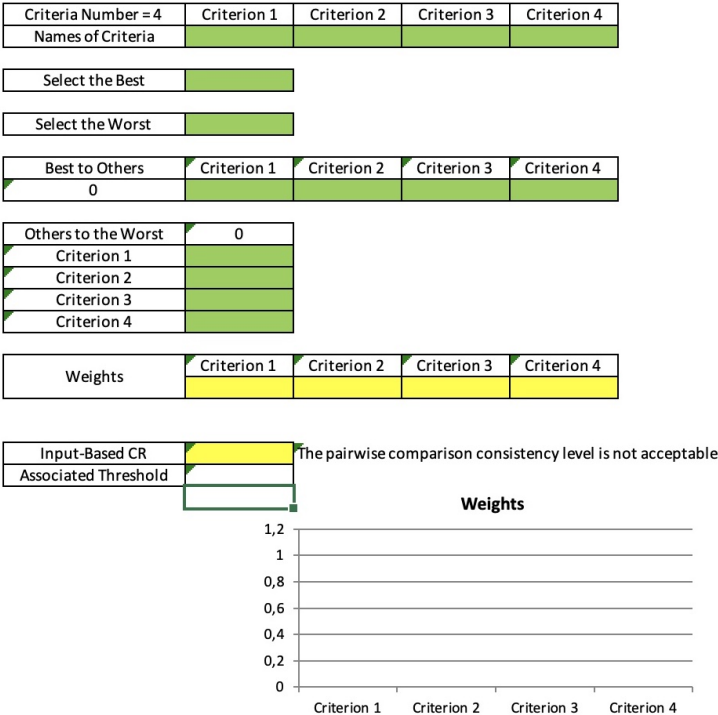 Criteria Number = 4 Criterion 1 Criterion 2 Criterion 3 Criterion 4
Names of Criteria
Select the Best
Select the Worst
Best to Others Criterion 1 Criterion 2 Criterion 3 Criterion 4
0
Others to the Worst 0
Criterion 1
Criterion 2
Criterion 3
Criterion 4
Weights Criterion 1 Criterion 2 Criterion 3 Criterion 4
Input-Based CR The pairwise comparison consistency level is not acceptable
Associated Threshold
Weights
1,2
1
0,8
0,6
0,4
0,2
0
Criterion 1 Criterion 2 Criterion 3 Criterion 4